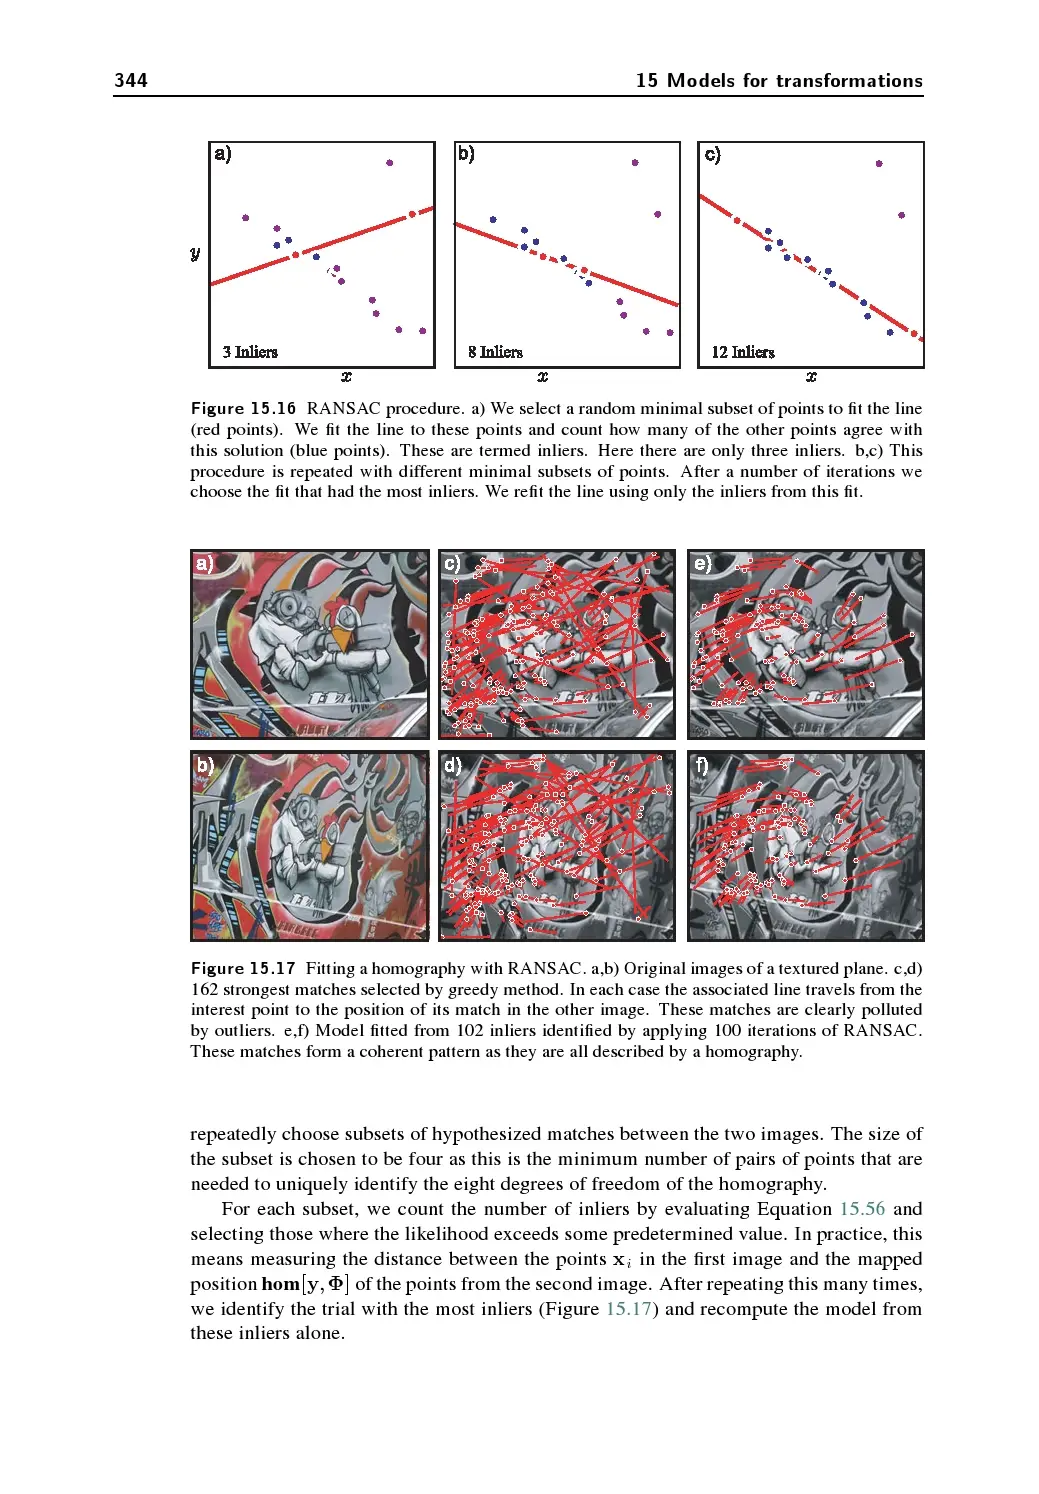 344
15 Models for transformations
a)
b)
c)
y
3 Inliers
8 Inliers
12 Inliers
x
x
x
Figure 15.16 RANSAC procedure. a) We select a random minimal subset of points to fit the line
(red points). We fit the line to these points and count how many of the other points agree with
this solution (blue points). These are termed inliers. Here there are only three inliers. b,c) This
procedure is repeated with different minimal subsets of points. After a number of iterations we
choose the fit that had the most inliers. We refit the line using only the inliers from this fit.
a)
c)
e)
b)
d)
f)
Figure 15.17 Fitting a homography with RANSAC. a,b) Original images of a textured plane. c,d)
162 strongest matches selected by greedy method. In each case the associated line travels from the
interest point to the position of its match in the other image. These matches are clearly polluted
by outliers. e,f) Model fitted from 102 inliers identified by applying 100 iterations of RANSAC.
These matches form a coherent pattern as they are all described by a homography.
repeatedly choose subsets of hypothesized matches between the two images. The size of
the subset is chosen to be four as this is the minimum number of pairs of points that are
needed to uniquely identify the eight degrees of freedom of the homography.
For each subset, we count the number of inliers by evaluating Equation 15.56 and
selecting those where the likelihood exceeds some predetermined value. In practice, this
means measuring the distance between the points xᵢ in the first image and the mapped
position hom[y, Φ] of the points from the second image. After repeating this many times,
we identify the trial with the most inliers (Figure 15.17) and recompute the model from
these inliers alone.